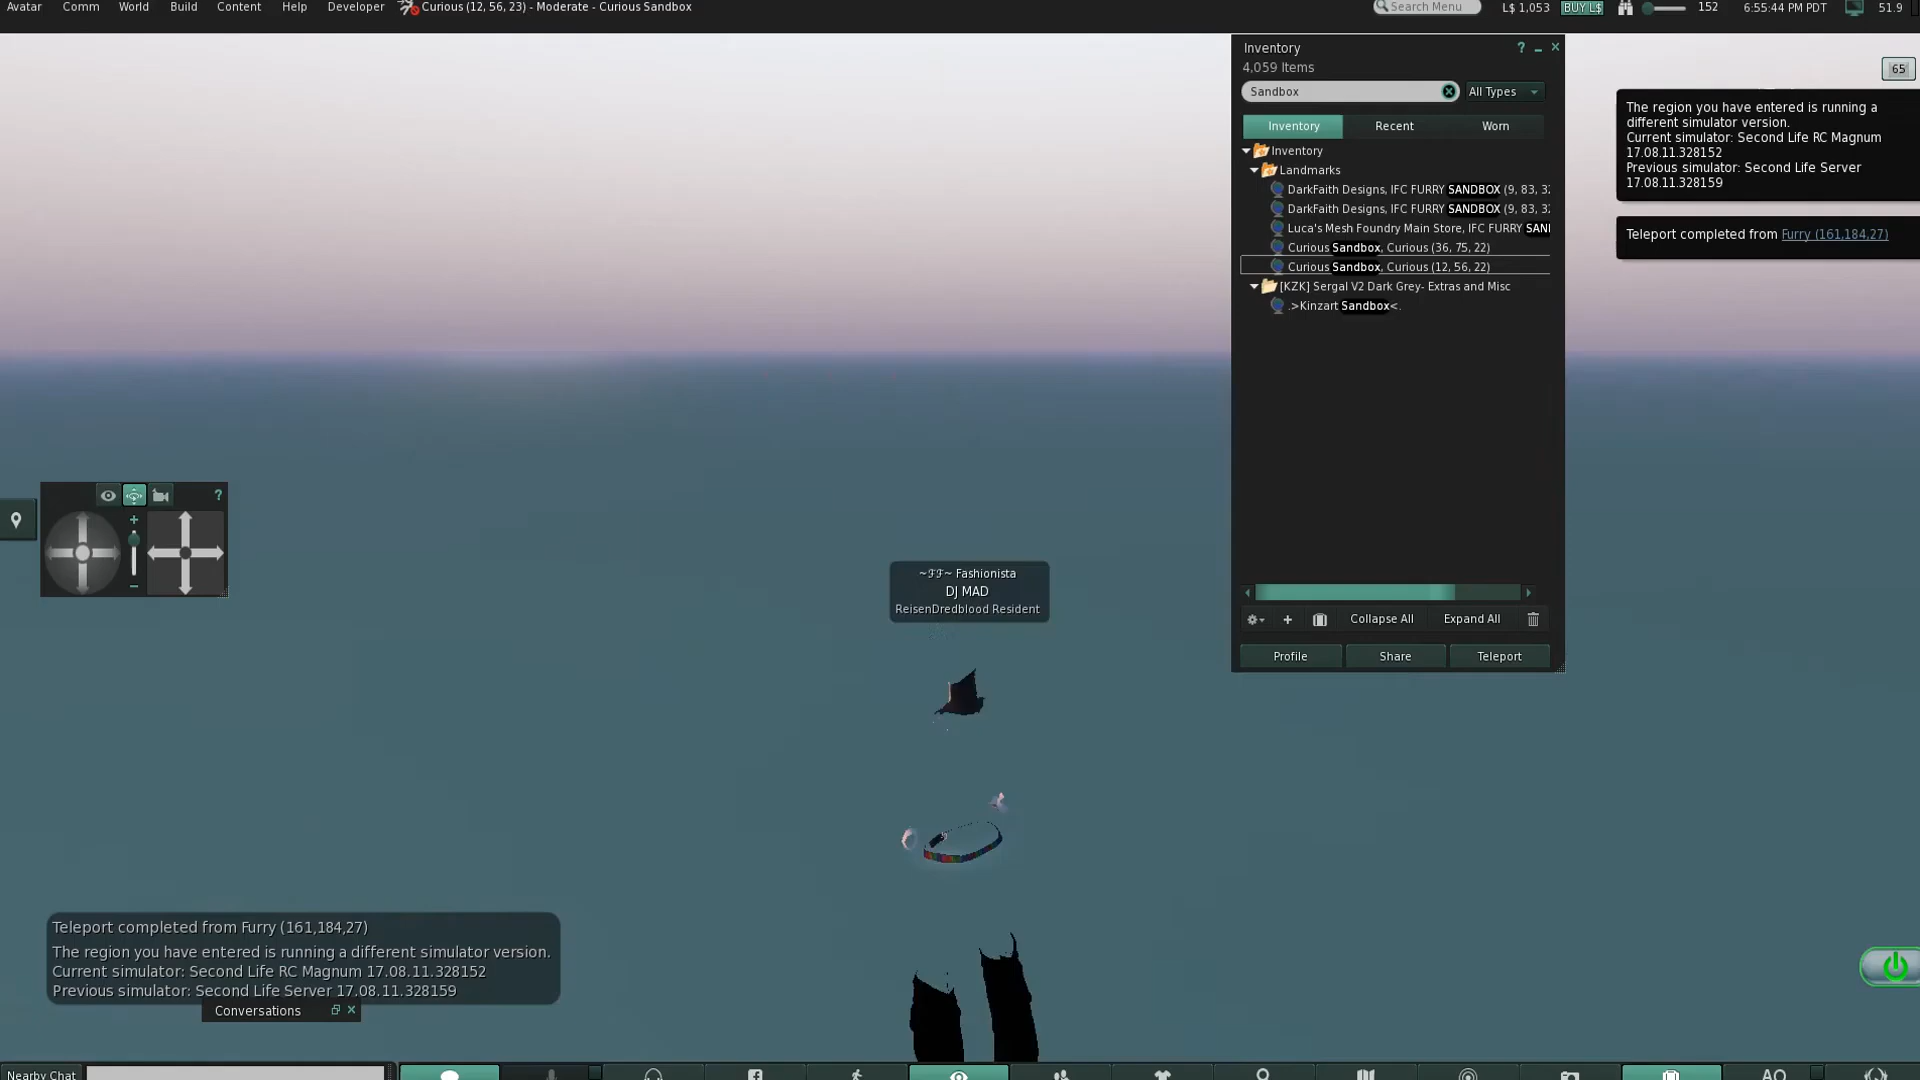 Avatar Comm World Build Content Help Developer Curious (12, 56, 23) - Moderate - Curious Sandbox Search Menu L$ 1,053 BUY L$ 152 6:55:44 PM PDT 51.9
Inventory ?
4,059 Items
Sandbox All Types
Inventory Recent Worn
Inventory
Landmarks
DarkFaith Designs, IFC FURRY SANDBOX (9, 83, 32
DarkFaith Designs, IFC FURRY SANDBOX (9, 83, 32
Luca's Mesh Foundry Main Store, IFC FURRY SAN
Curious Sandbox, Curious (36, 75, 22)
Curious Sandbox, Curious (12, 56, 22)
[KZK] Sergal V2 Dark Grey- Extras and Misc
.>Kinzart Sandbox<.
Collapse All Expand All
Profile Share Teleport
65
The region you have entered is running a
different simulator version.
Current simulator: Second Life RC Magnum
17.08.11.328152
Previous simulator: Second Life Server
17.08.11.328159
Teleport completed from Furry (161,184,27)
?
~ℱℱ~ Fashionista
DJ MAD
ReisenDredblood Resident
Teleport completed from Furry (161,184,27)
The region you have entered is running a different simulator version.
Current simulator: Second Life RC Magnum 17.08.11.328152
Previous simulator: Second Life Server 17.08.11.328159
Conversations
Nearby Chat
AO